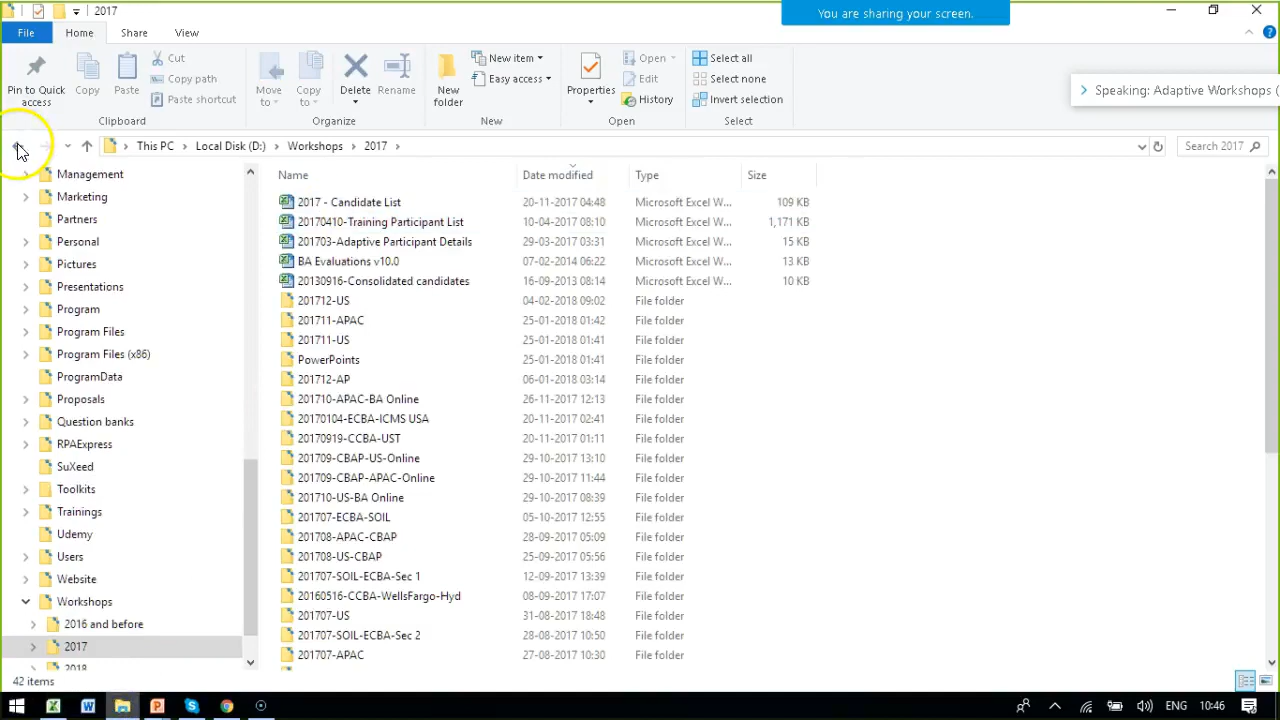 2017
You are sharing your screen.
File Home Share View
Pin to Quick access
Copy
Paste
Cut
Copy path
Paste shortcut
Clipboard
Move to
Copy to
Delete
Rename
Organize
New folder
New item
Easy access
New
Properties
Open
Edit
History
Open
Select all
Select none
Invert selection
Select
Speaking: Adaptive Workshops (
This PC Local Disk (D:) Workshops 2017
Search 2017
Management
Marketing
Partners
Personal
Pictures
Presentations
Program
Program Files
Program Files (x86)
ProgramData
Proposals
Question banks
RPAExpress
SuXeed
Toolkits
Trainings
Udemy
Users
Website
Workshops
2016 and before
2017
2018
Name Date modified Type Size
2017 - Candidate List 20-11-2017 04:48 Microsoft Excel W... 109 KB
20170410-Training Participant List 10-04-2017 08:10 Microsoft Excel W... 1,171 KB
201703-Adaptive Participant Details 29-03-2017 03:31 Microsoft Excel W... 15 KB
BA Evaluations v10.0 07-02-2014 06:22 Microsoft Excel W... 13 KB
20130916-Consolidated candidates 16-09-2013 08:14 Microsoft Excel W... 10 KB
201712-US 04-02-2018 09:02 File folder
201711-APAC 25-01-2018 01:42 File folder
201711-US 25-01-2018 01:41 File folder
PowerPoints 25-01-2018 01:41 File folder
201712-AP 06-01-2018 03:14 File folder
201710-APAC-BA Online 26-11-2017 12:13 File folder
20170104-ECBA-ICMS USA 20-11-2017 02:41 File folder
20170919-CCBA-UST 20-11-2017 01:11 File folder
201709-CBAP-US-Online 29-10-2017 13:10 File folder
201709-CBAP-APAC-Online 29-10-2017 11:44 File folder
201710-US-BA Online 29-10-2017 08:39 File folder
201707-ECBA-SOIL 05-10-2017 12:55 File folder
201708-APAC-CBAP 28-09-2017 05:09 File folder
201708-US-CBAP 25-09-2017 05:56 File folder
201707-SOIL-ECBA-Sec 1 12-09-2017 13:39 File folder
20160516-CCBA-WellsFargo-Hyd 08-09-2017 17:07 File folder
201707-US 31-08-2017 18:48 File folder
201707-SOIL-ECBA-Sec 2 28-08-2017 10:50 File folder
201707-APAC 27-08-2017 10:30 File folder
42 items
ENG 10:46